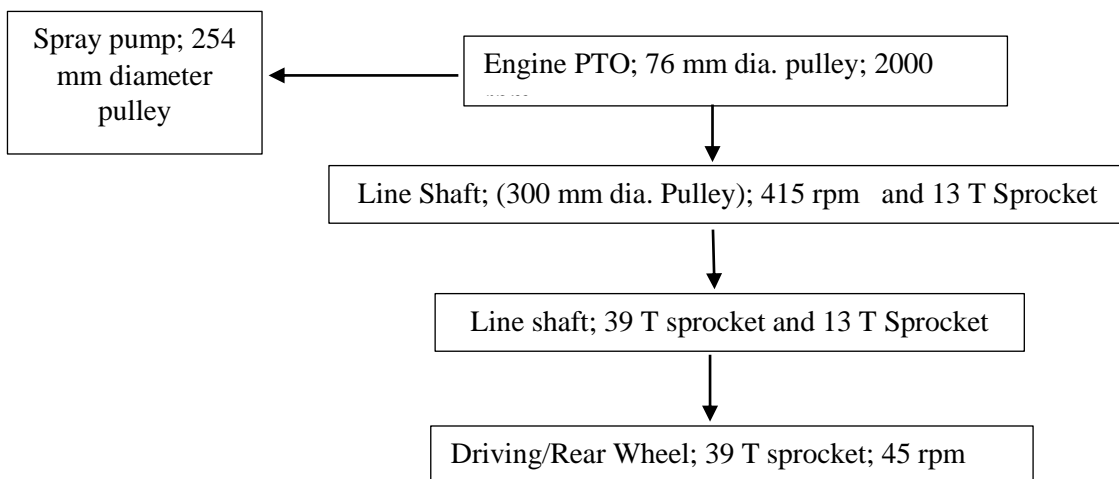 Spray pump; 254
mm diameter
pulley
Engine PTO; 76 mm dia. pulley; 2000
Line Shaft; (300 mm dia. Pulley); 415 rpm and 13 T Sprocket
Line shaft; 39 T sprocket and 13 T Sprocket
Driving/Rear Wheel; 39 T sprocket; 45 rpm